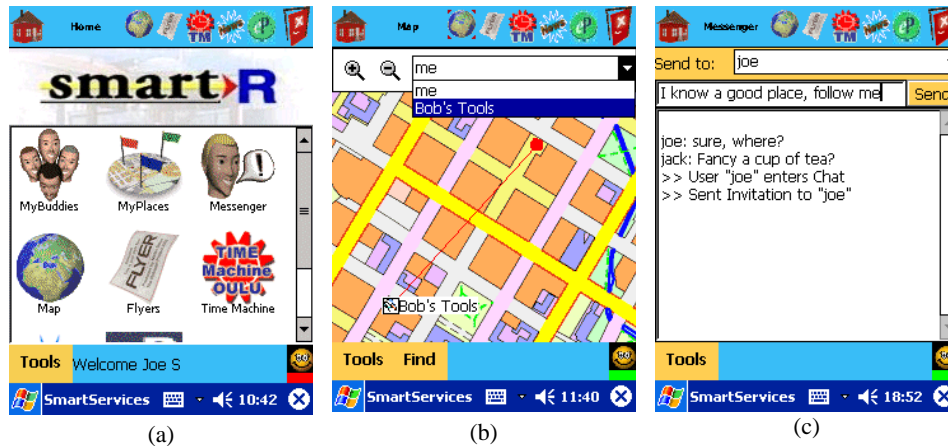 Home
TM
smart R
MyBuddies MyPlaces Messenger
FLYER
TIME
Machine
OULU
Map Flyers Time Machine
Tools Welcome Joe S
SmartServices 10:42
(a)
Map
TM
me
me
Bob's Tools
Bob's Tools
Tools Find
SmartServices 11:40
(b)
Messenger
TM
Send to: joe
I know a good place, follow me Send
joe: sure, where?
jack: Fancy a cup of tea?
>> User "joe" enters Chat
>> Sent Invitation to "joe"
Tools
SmartServices 18:52
(c)